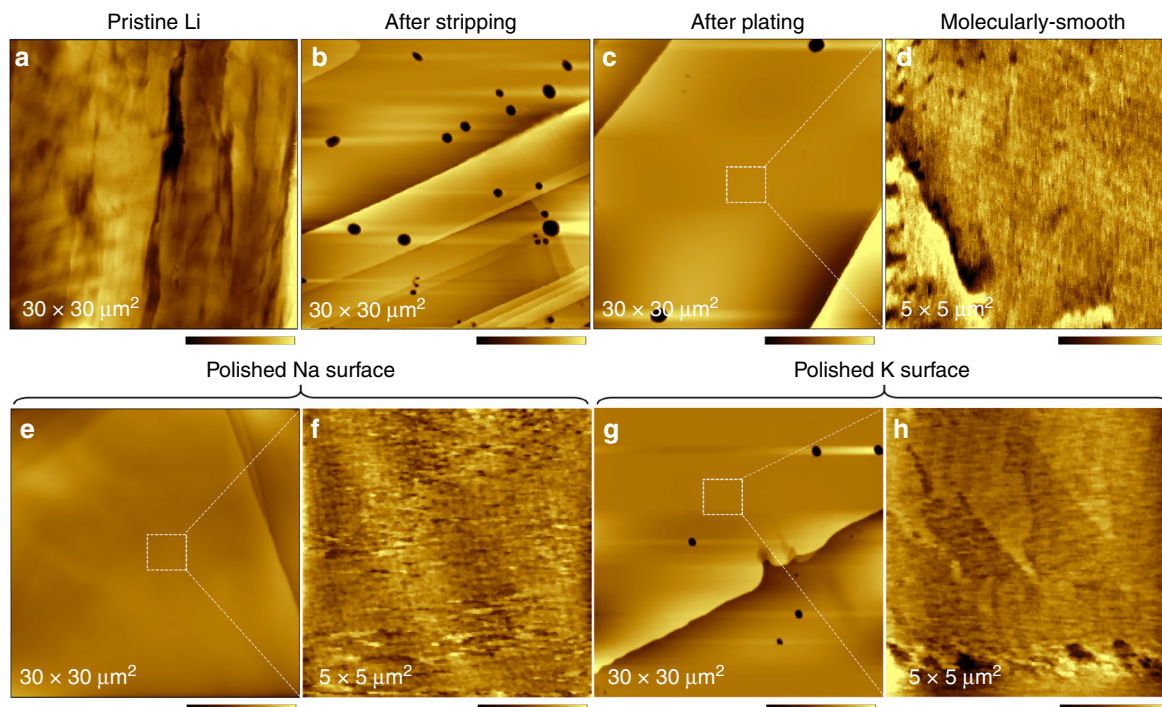 Pristine Li
After stripping
After plating
Molecularly-smooth
a
b
c
d
30 × 30 μm²
30 × 30 μm²
30 × 30 μm²
5 × 5 μm²
Polished Na surface
Polished K surface
e
f
g
h
30 × 30 μm²
5 × 5 μm²
30 × 30 μm²
5 × 5 μm²